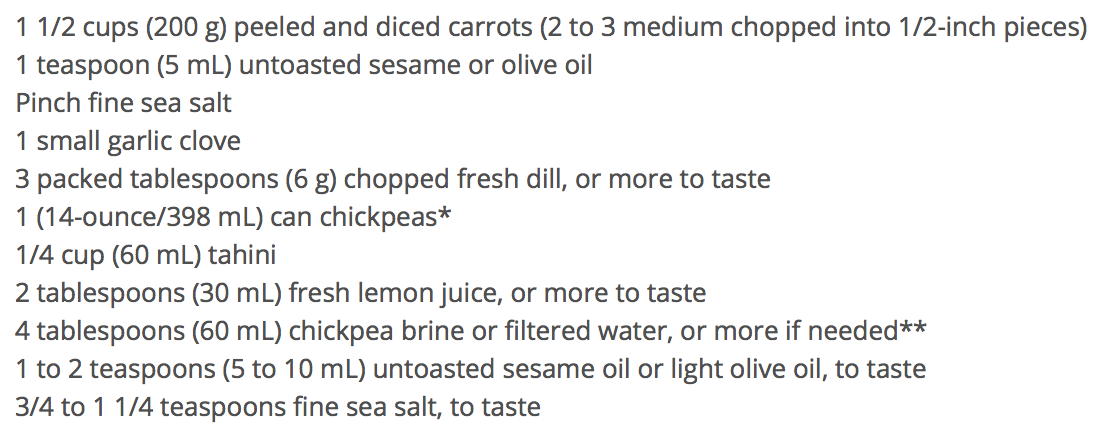 1 1/2 cups (200 g) peeled and diced carrots (2 to 3 medium chopped into 1/2-inch pieces)
1 teaspoon (5 mL) untoasted sesame or olive oil
Pinch fine sea salt
1 small garlic clove
3 packed tablespoons (6 g) chopped fresh dill, or more to taste
1 (14-ounce/398 mL) can chickpeas*
1/4 cup (60 mL) tahini
2 tablespoons (30 mL) fresh lemon juice, or more to taste
4 tablespoons (60 mL) chickpea brine or filtered water, or more if needed**
1 to 2 teaspoons (5 to 10 mL) untoasted sesame oil or light olive oil, to taste
3/4 to 1 1/4 teaspoons fine sea salt, to taste